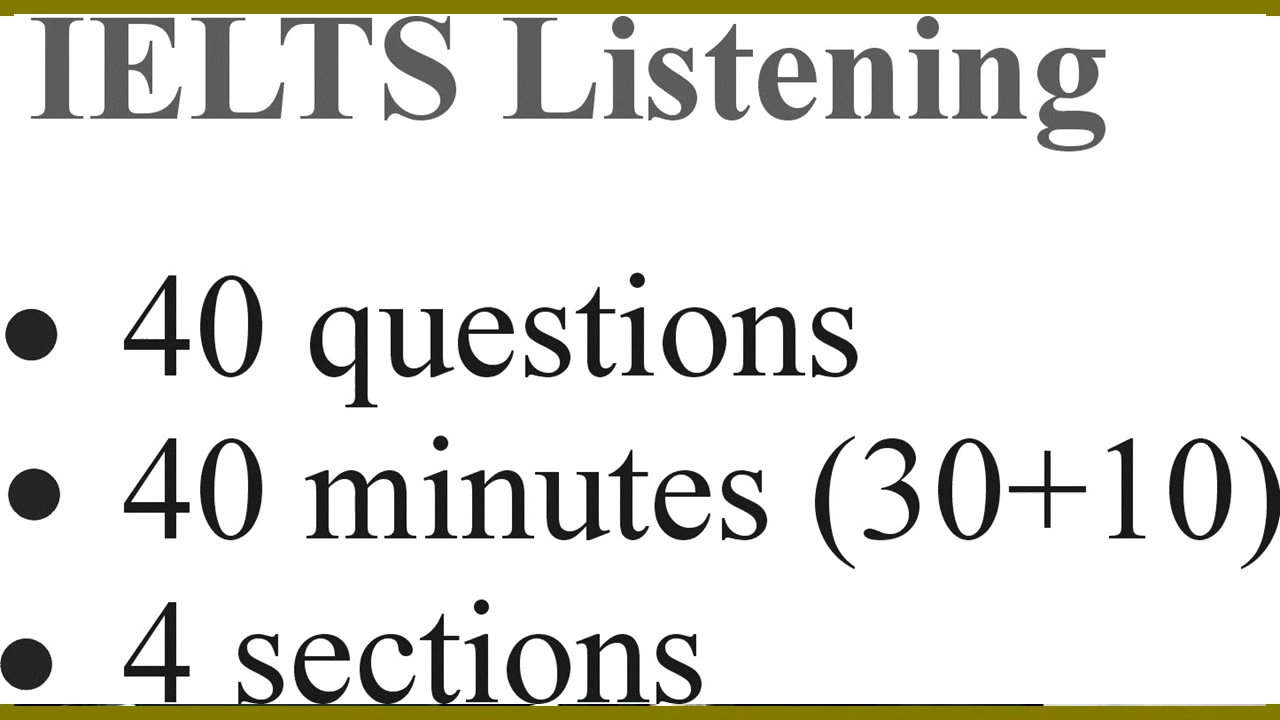 IELTS Listening
• 40 questions
• 40 minutes (30+10)
• 4 sections